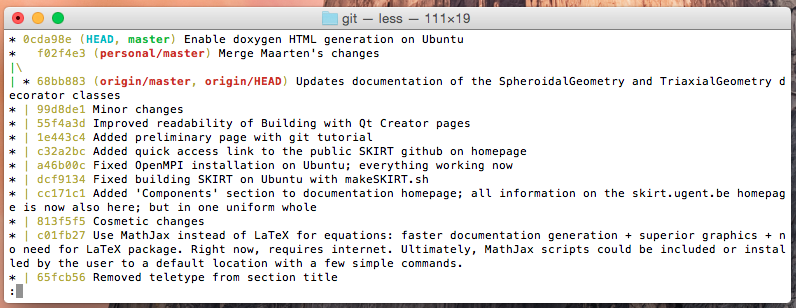 git — less — 111×19
* 0cda98e (HEAD, master) Enable doxygen HTML generation on Ubuntu
*   f02f4e3 (personal/master) Merge Maarten's changes
|\
| * 68bb883 (origin/master, origin/HEAD) Updates documentation of the SpheroidalGeometry and TriaxialGeometry d
ecorator classes
* | 99d8de1 Minor changes
* | 55f4a3d Improved readability of Building with Qt Creator pages
* | 1e443c4 Added preliminary page with git tutorial
* | c32a2bc Added quick access link to the public SKIRT github on homepage
* | a46b00c Fixed OpenMPI installation on Ubuntu; everything working now
* | dcf9134 Fixed building SKIRT on Ubuntu with makeSKIRT.sh
* | cc171c1 Added 'Components' section to documentation homepage; all information on the skirt.ugent.be homepag
e is now also here; but in one uniform whole
* | 813f5f5 Cosmetic changes
* | c01fb27 Use MathJax instead of LaTeX for equations: faster documentation generation + superior graphics + n
o need for LaTeX package. Right now, requires internet. Ultimately, MathJax scripts could be included or instal
led by the user to a default location with a few simple commands.
* | 65fcb56 Removed teletype from section title
: